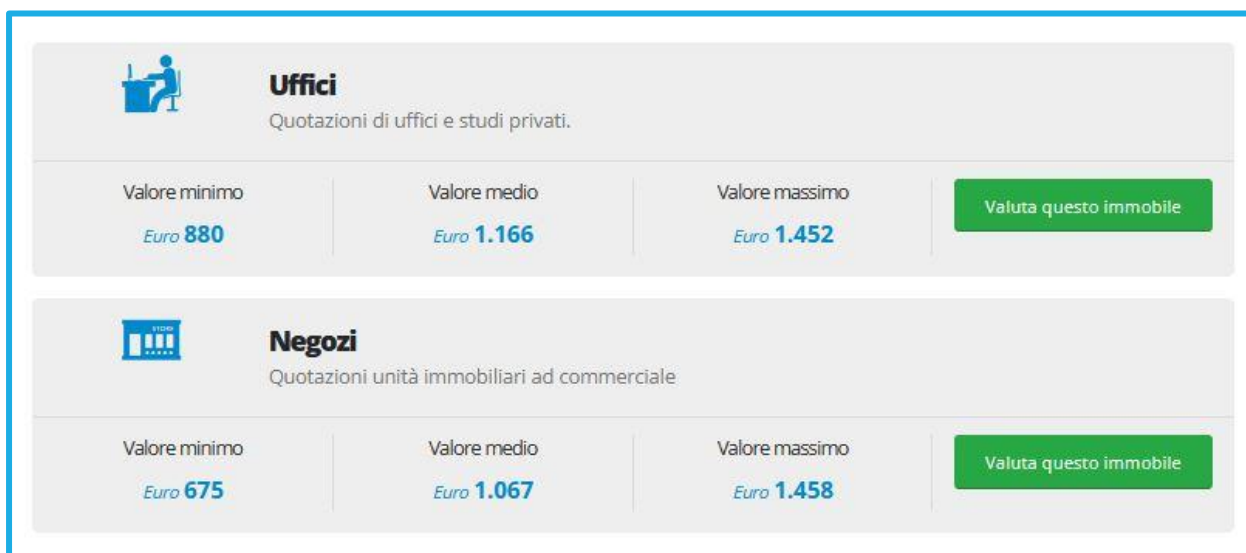 Uffici
Quotazioni di uffici e studi privati.
Valore minimo
Valore medio
Valore massimo
Valuta questo immobile
Euro 880
Euro 1.166
Euro 1.452
STORE
Negozi
Quotazioni unità immobiliari ad commerciale
Valore minimo
Valore medio
Valore massimo
Valuta questo immobile
Euro 675
Euro 1.067
Euro 1.458